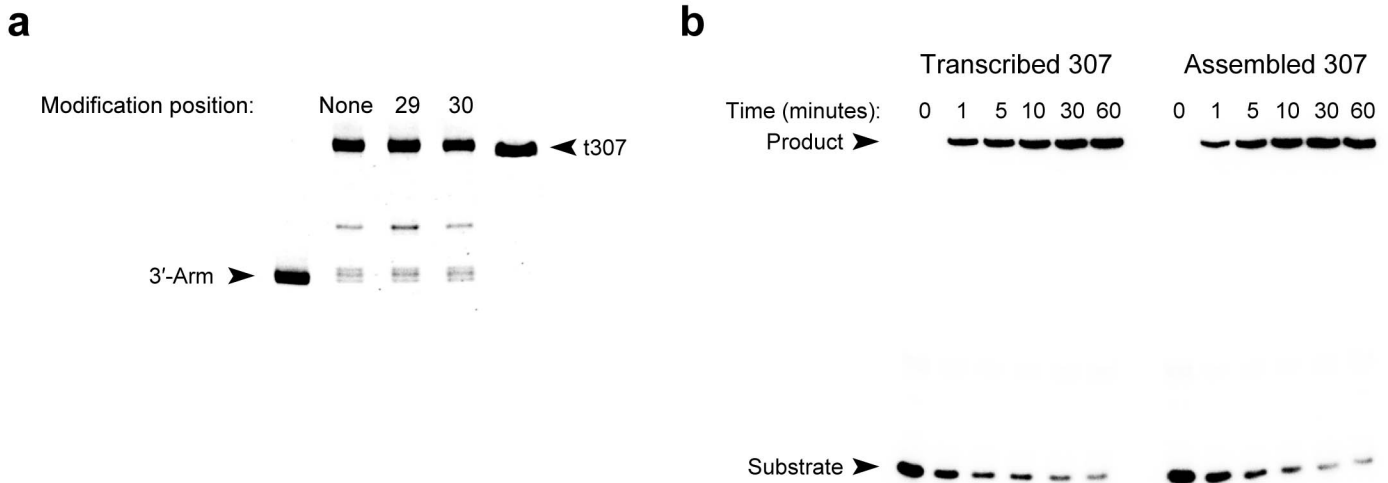 a
Modification position: None 29 30
t307
3′-Arm
b
Transcribed 307 Assembled 307
Time (minutes): 0 1 5 10 30 60 0 1 5 10 30 60
Product
Substrate